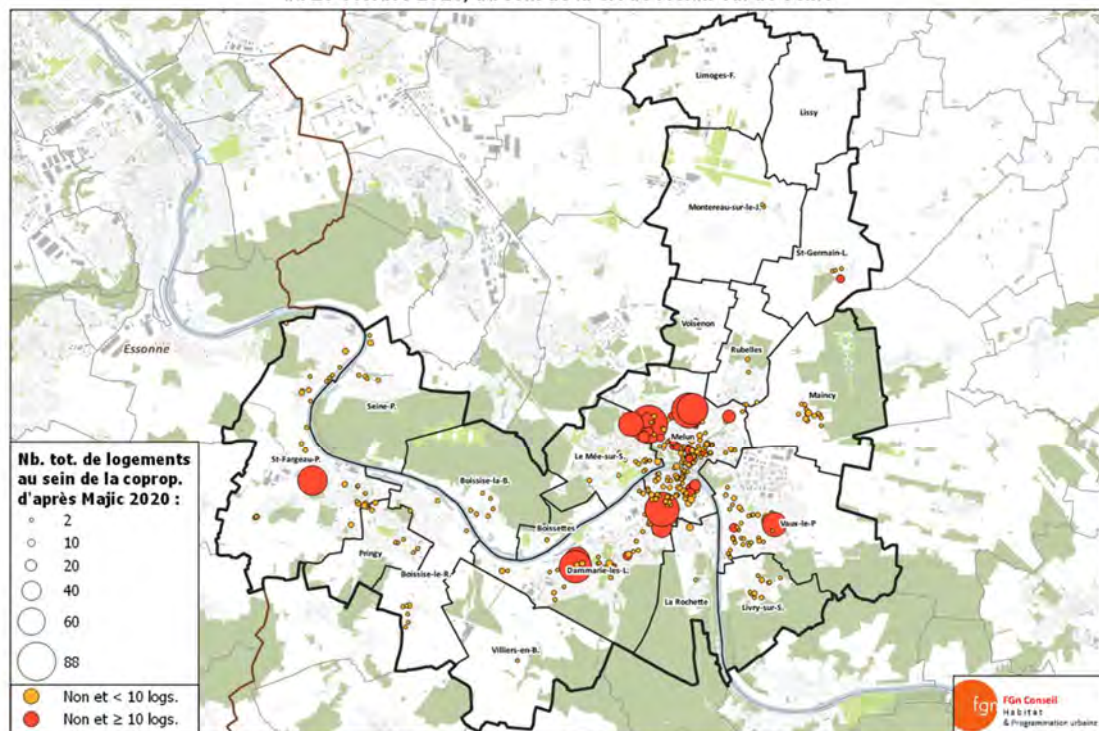 Limoges-F.
Lissy
Montereau-sur-le-J.
St-Germain-L.
Voisenon
Rubelles
Essonne
Maincy
Seine-P.
Melun
Le Mée-sur-S.
St-Fargeau-P.
Boissise-la-B.
Vaux-le-P
Boissettes
Pringy
Dammarie-les-L.
Boissise-le-R.
La Rochette
Livry-sur-S.
Villiers-en-B.
Nb. tot. de logements
au sein de la coprop.
d'après Majic 2020 :
2
10
20
40
60
88
Non et < 10 logs.
Non et ≥ 10 logs.
fgn
FGn Conseil
Habitat
& Programmation urbaine